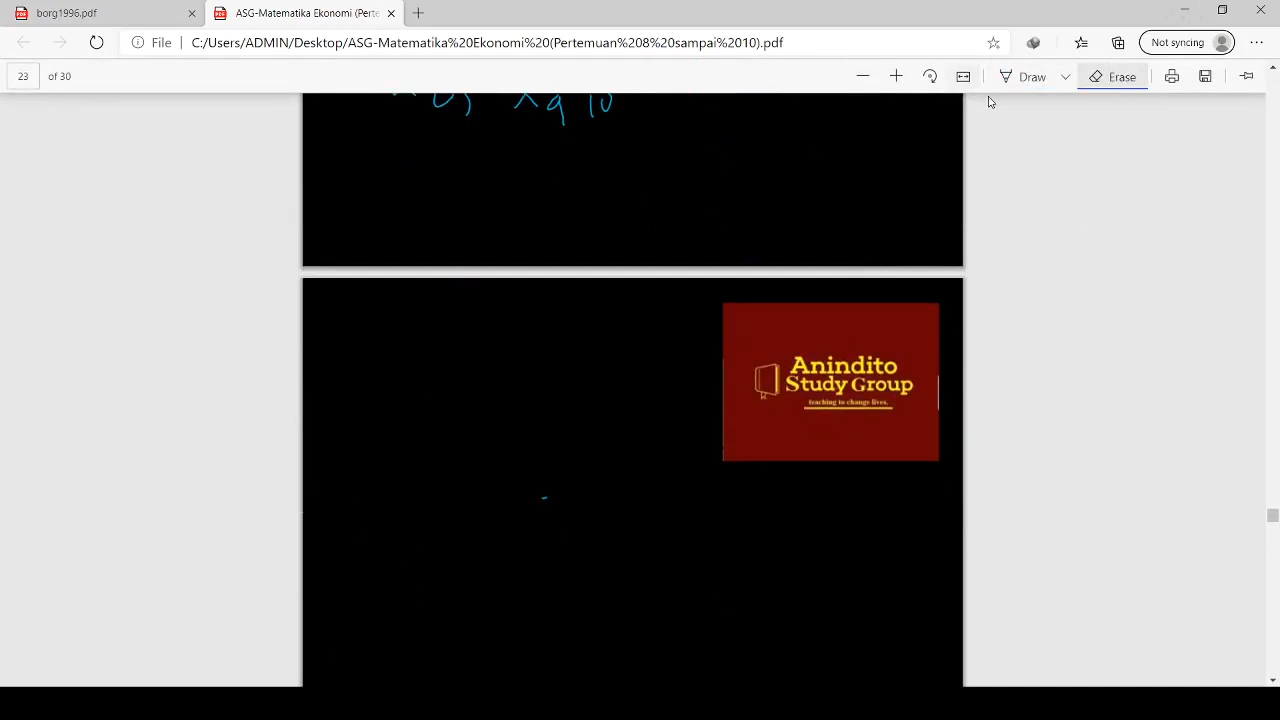 borg1996.pdf
ASG-Matematika Ekonomi (Perte
File
C:/Users/ADMIN/Desktop/ASG-Matematika%20Ekonomi%20(Pertemuan%208%20sampai%2010).pdf
Not syncing
23 of 30
Draw
Erase
Anindito
Study Group
teaching to change lives.